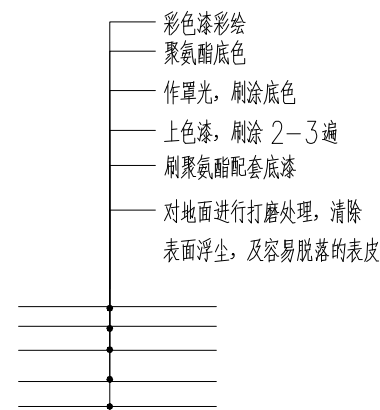 彩色漆彩绘
聚氨酯底色
作罩光，刷涂底色
上色漆，刷涂 2-3遍
刷聚氨酯配套底漆
对地面进行打磨处理，清除
表面浮尘，及容易脱落的表皮